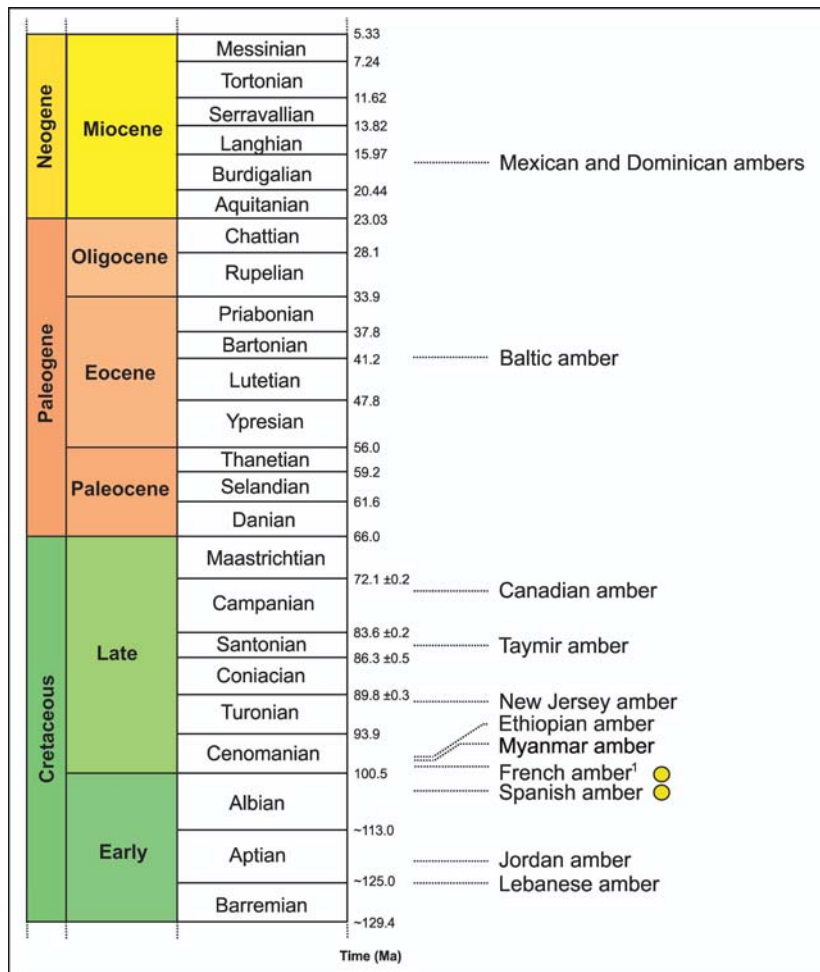 5.33
Messinian
7.24
Tortonian
11.62
Serravallian
13.82
Langhian
15.97
Burdigalian
20.44
Aquitanian
23.03
Chattian
28.1
Rupelian
33.9
Priabonian
37.8
Bartonian
41.2
Lutetian
47.8
Ypresian
56.0
Thanetian
59.2
Selandian
61.6
Danian
66.0
Maastrichtian
72.1 ±0.2
Campanian
83.6 ±0.2
Santonian
86.3 ±0.5
Coniacian
89.8 ±0.3
Turonian
93.9
Cenomanian
100.5
Albian
~113.0
Aptian
~125.0
Barremian
~129.4
Time (Ma)
Neogene
Paleogene
Cretaceous
Miocene
Oligocene
Eocene
Paleocene
Late
Early
Mexican and Dominican ambers
Baltic amber
Canadian amber
Taymir amber
New Jersey amber
Ethiopian amber
Myanmar amber
French amber¹
Spanish amber
Jordan amber
Lebanese amber